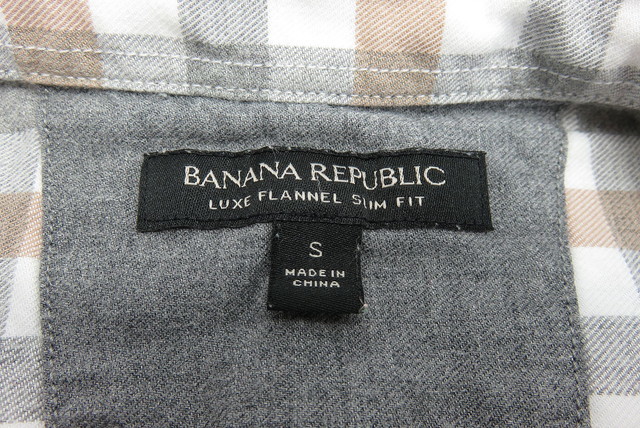 BANANA REPUBLIC
LUXE FLANNEL SLIM FIT
S
MADE IN
CHINA